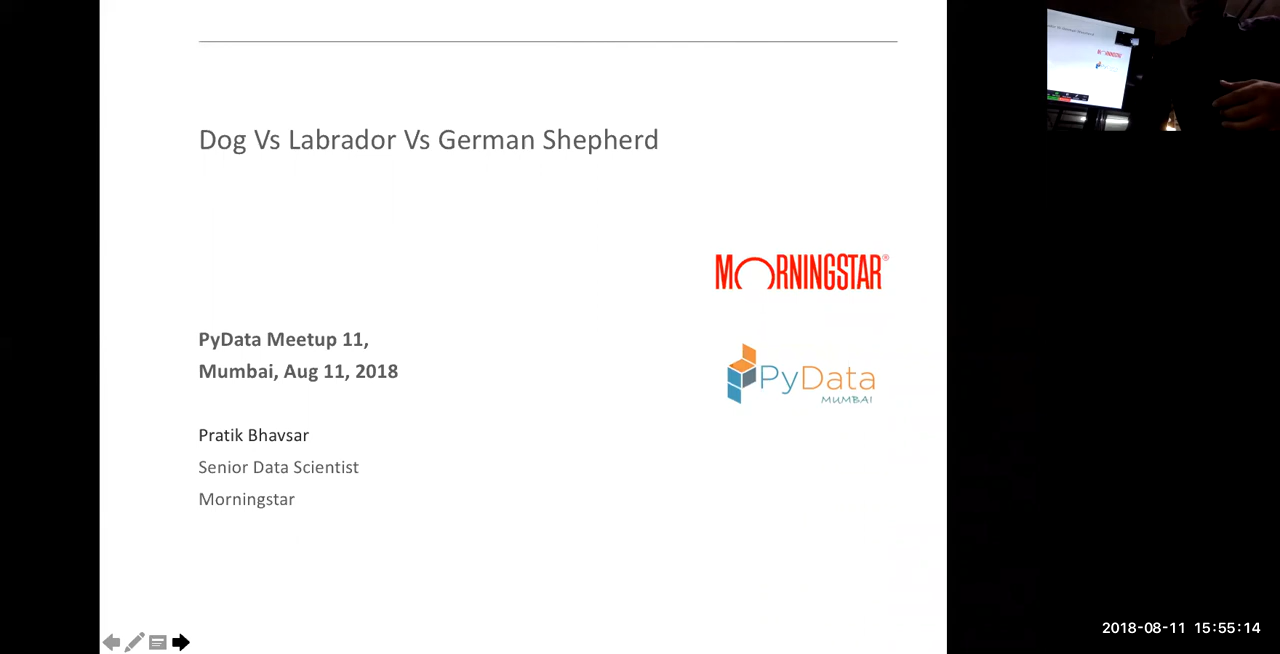 Dog Vs Labrador Vs German Shepherd
MORNINGSTAR®
PyData
MUMBAI
PyData Meetup 11,
Mumbai, Aug 11, 2018
Pratik Bhavsar
Senior Data Scientist
Morningstar
2018-08-11 15:55:14